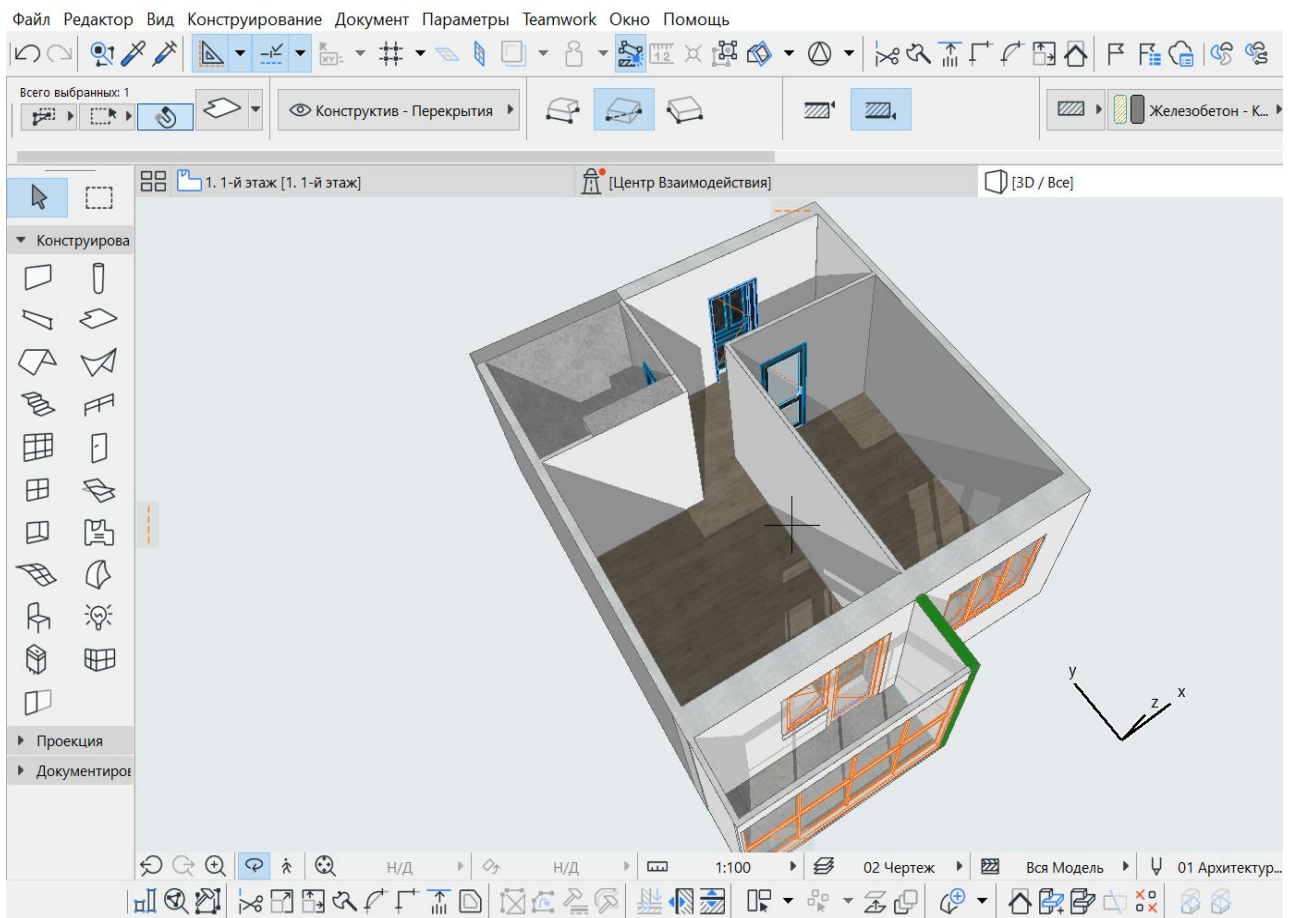 Файл Редактор Вид Конструирование Документ Параметры Teamwork Окно Помощь
Всего выбранных: 1
Конструктив - Перекрытия
Железобетон - К...
1. 1-й этаж [1. 1-й этаж]
[Центр Взаимодействия]
[3D / Все]
Конструирова
y
z
x
Проекция
Документиров
Н/Д
Н/Д
1:100
02 Чертеж
Вся Модель
01 Архитектур...